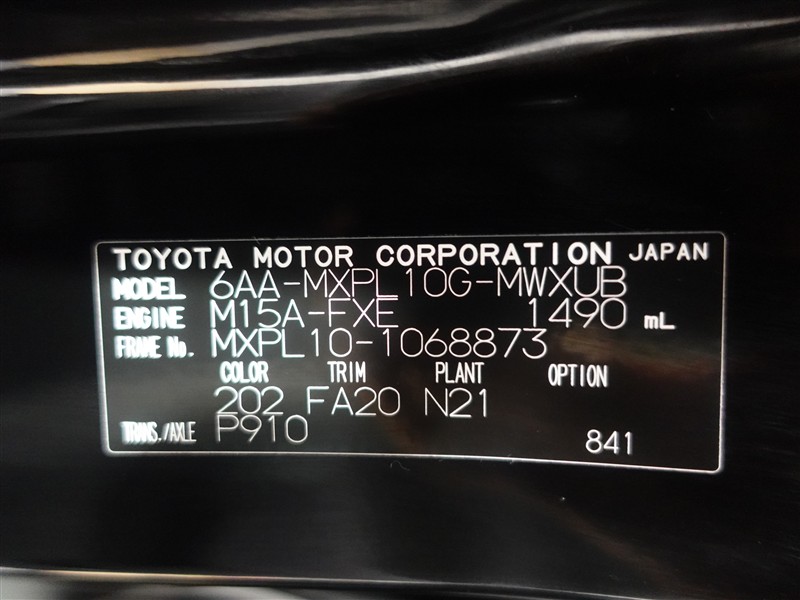 TOYOTA MOTOR CORPORATION JAPAN
MODEL 6AA-MXPL10G-MWXUB
ENGINE M15A-FXE 1490 mL
FRAME No. MXPL10-1068873
COLOR TRIM PLANT OPTION
202 FA20 N21
TRANS./AXLE P910 841